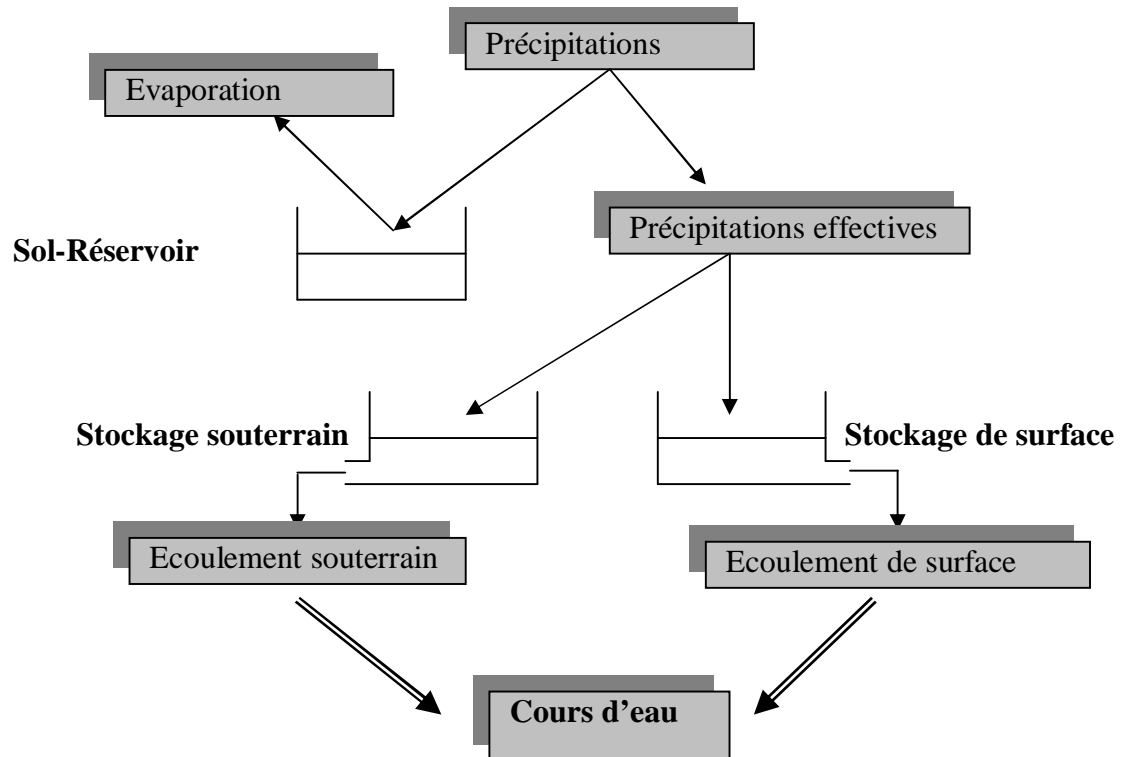 Précipitations
Evaporation
Précipitations effectives
Sol-Réservoir
Stockage souterrain
Stockage de surface
Ecoulement souterrain
Ecoulement de surface
Cours d’eau